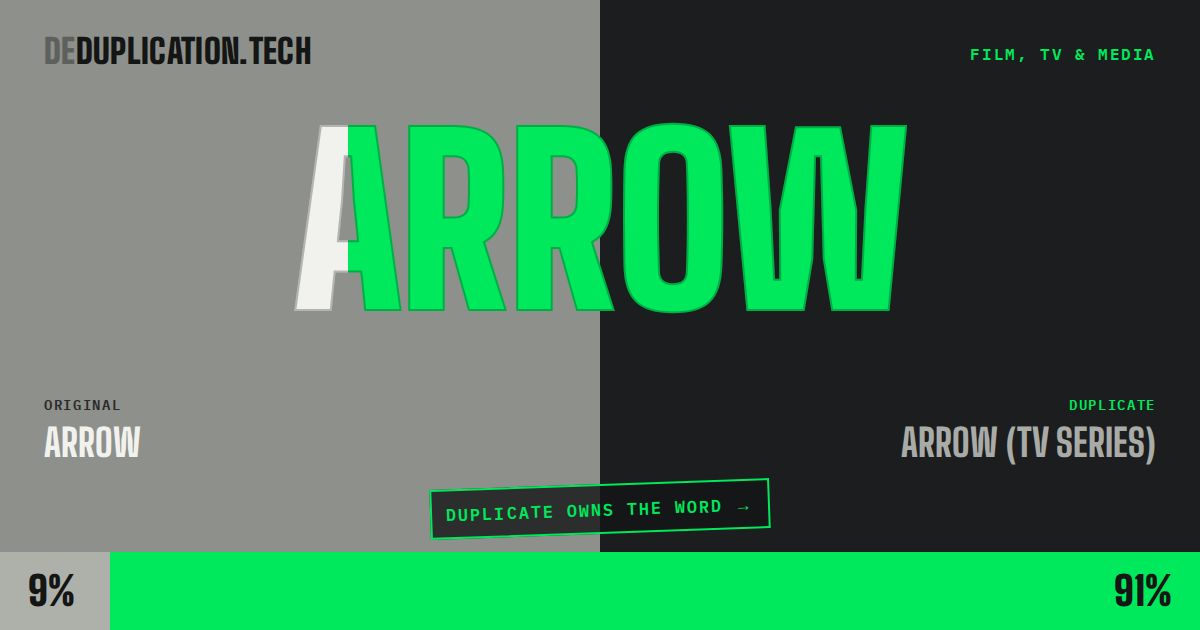 DEDUPLICATION.TECH
FILM, TV & MEDIA
ARROW
ORIGINAL
ARROW
DUPLICATE
ARROW (TV SERIES)
DUPLICATE OWNS THE WORD →
9%
91%